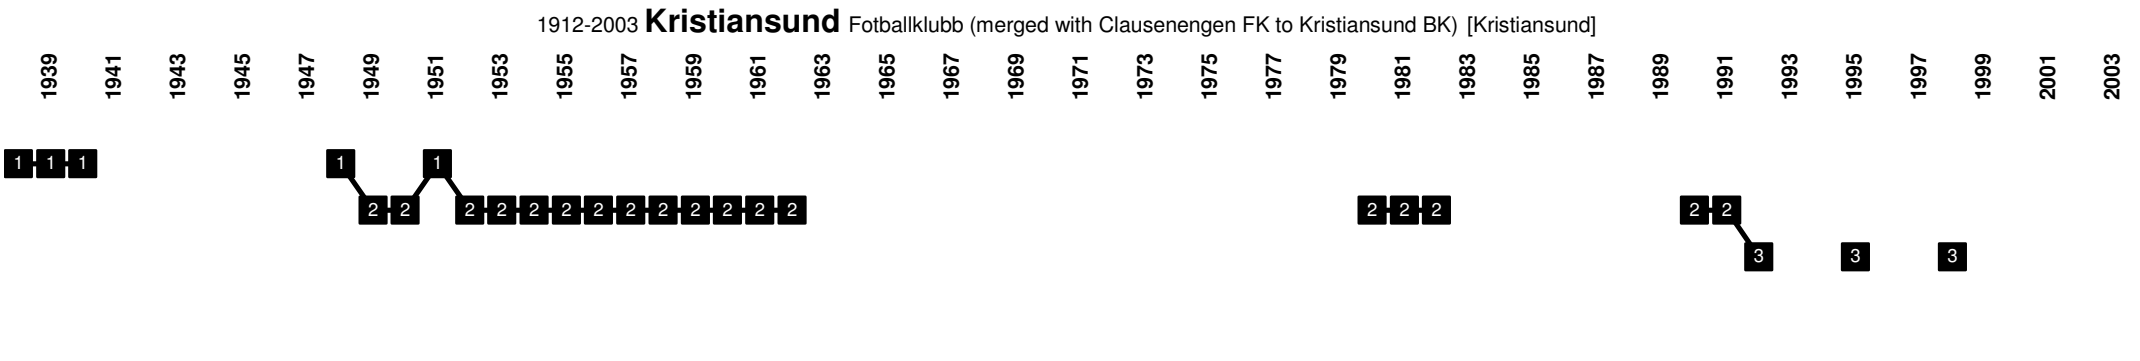 1912-2003 Kristiansund Fotballklubb (merged with Clausenengen FK to Kristiansund BK) [Kristiansund]
1939 1941 1943 1945 1947 1949 1951 1953 1955 1957 1959 1961 1963 1965 1967 1969 1971 1973 1975 1977 1979 1981 1983 1985 1987 1989 1991 1993 1995 1997 1999 2001 2003
1 1 1 1 1
2 2 2 2 2 2 2 2 2 2 2 2 2 2 2 2 2 2
3 3 3